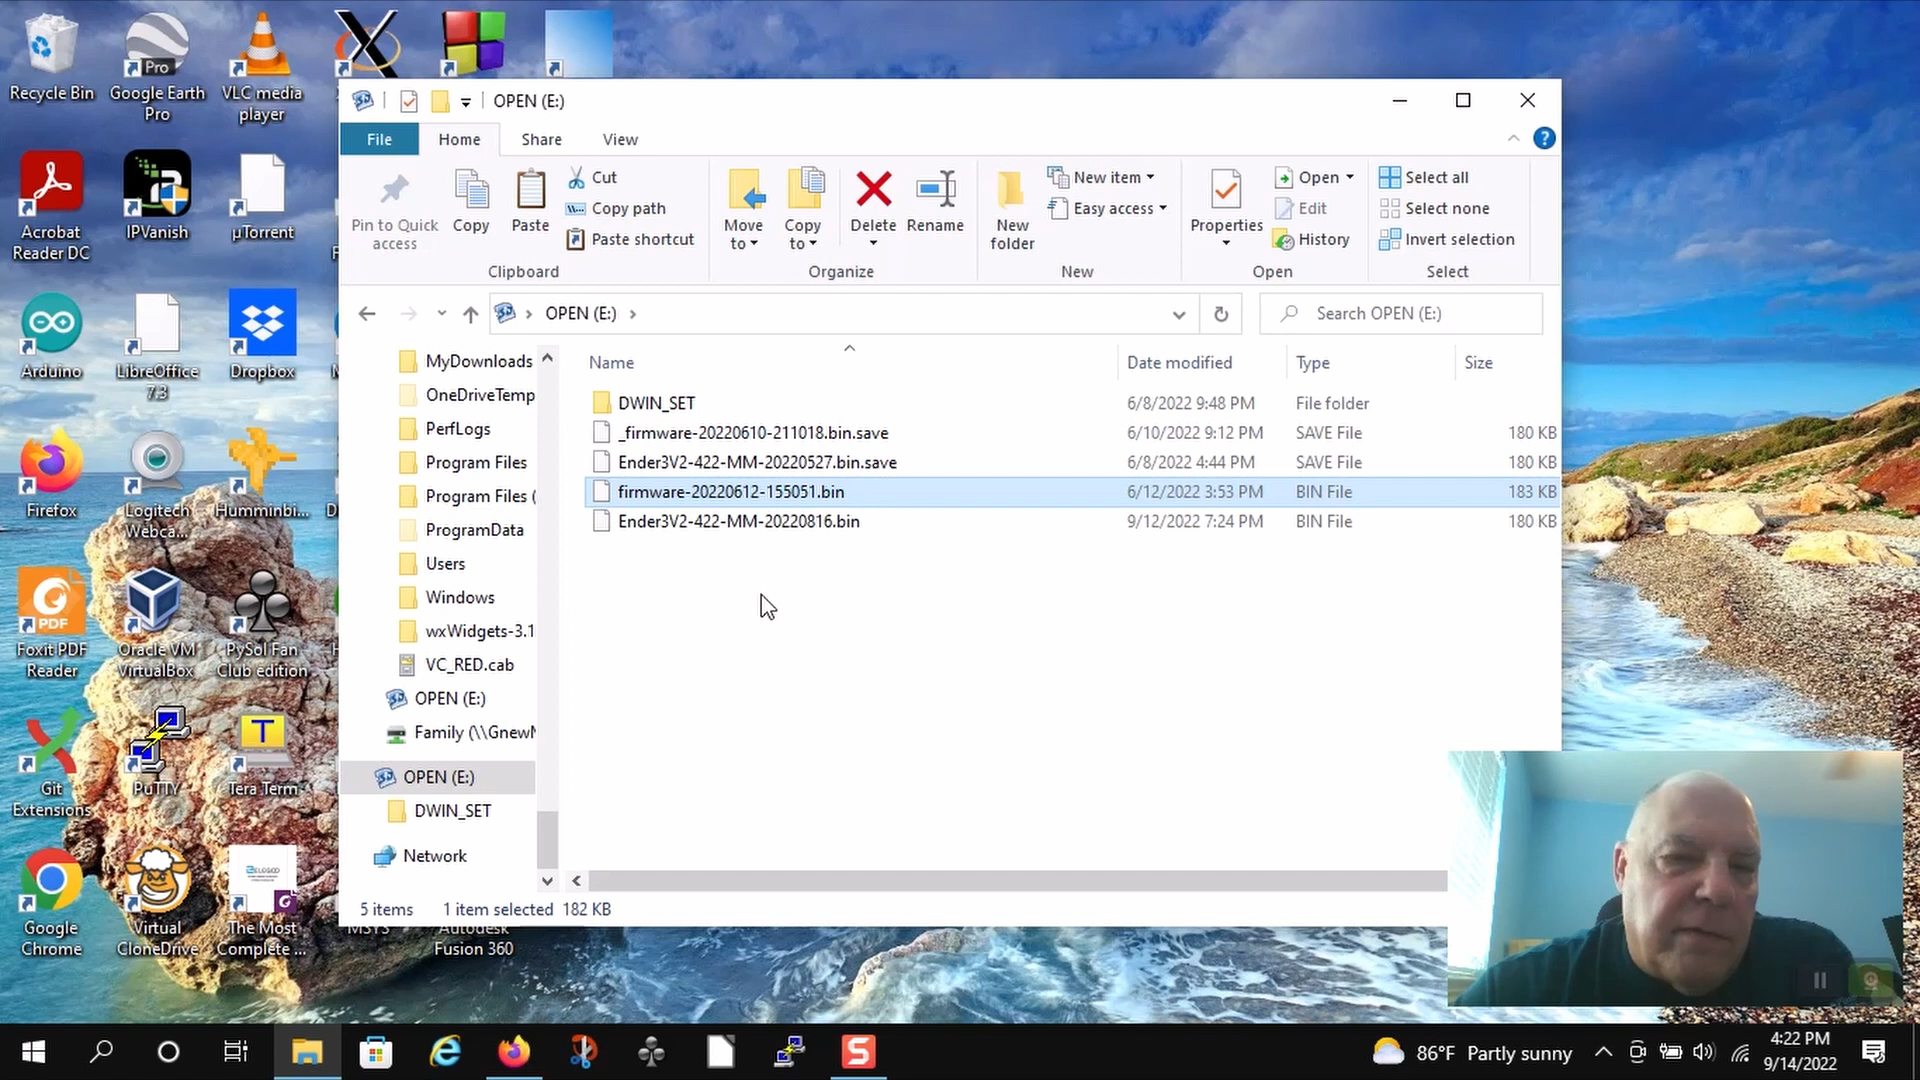 Recycle Bin
Google Earth
Pro
VLC media
player
Acrobat
Reader DC
IPVanish
µTorrent
Arduino
LibreOffice
7.3
Dropbox
Firefox
Logitech
Webca...
Humminbi...
Foxit PDF
Reader
Oracle VM
VirtualBox
PySol Fan
Club edition
Git
Extensions
PuTTY
Tera Term
Google
Chrome
Virtual
CloneDrive
The Most
Complete ...
MSYS
Autodesk
Fusion 360
OPEN (E:)
File Home Share View
Pin to Quick
access
Copy
Paste
Cut
Copy path
Paste shortcut
Clipboard
Move
to
Copy
to
Delete
Rename
Organize
New
folder
New item
Easy access
New
Properties
Open
Edit
History
Open
Select all
Select none
Invert selection
Select
OPEN (E:)
Search OPEN (E:)
MyDownloads
OneDriveTemp
PerfLogs
Program Files
Program Files (
ProgramData
Users
Windows
wxWidgets-3.1
VC_RED.cab
OPEN (E:)
Family (\\Gnew
OPEN (E:)
DWIN_SET
Network
Name Date modified Type Size
DWIN_SET 6/8/2022 9:48 PM File folder
_firmware-20220610-211018.bin.save 6/10/2022 9:12 PM SAVE File 180 KB
Ender3V2-422-MM-20220527.bin.save 6/8/2022 4:44 PM SAVE File 180 KB
firmware-20220612-155051.bin 6/12/2022 3:53 PM BIN File 183 KB
Ender3V2-422-MM-20220816.bin 9/12/2022 7:24 PM BIN File 180 KB
5 items 1 item selected 182 KB
86°F Partly sunny
4:22 PM
9/14/2022